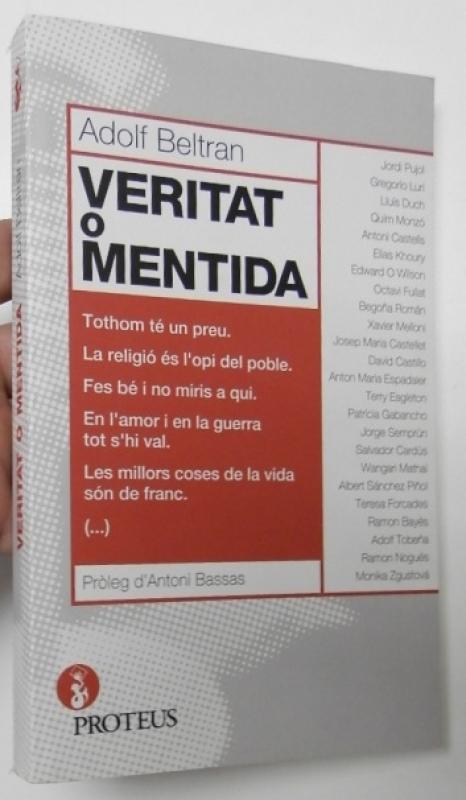 Adolf Beltran
VERITAT
o
MENTIDA
Tothom té un preu.
La religió és l'opi del poble.
Fes bé i no miris a qui.
En l'amor i en la guerra
tot s'hi val.
Les millors coses de la vida
són de franc.
(...)
Pròleg d'Antoni Bassas
Jordi Pujol
Gregorio Luri
Lluís Duch
Quim Monzó
Antoni Castells
Elias Khoury
Edward O Wilson
Octavi Fullat
Begoña Román
Xavier Melloni
Josep Maria Castellet
David Castillo
Anton Maria Espadaler
Terry Eagleton
Patrícia Gabancho
Jorge Semprún
Salvador Cardús
Wangari Mathai
Albert Sánchez Piñol
Teresa Forcades
Ramon Bayés
Adolf Tobeña
Ramon Nogués
Monika Zgustová
PROTEUS
VERITAT O MENTIDA
Adolf Beltran